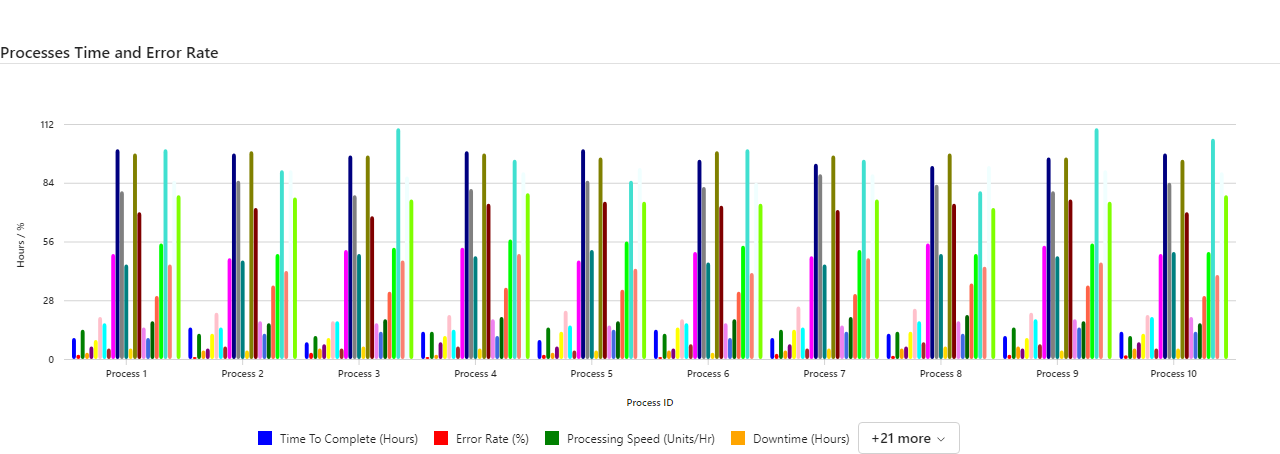 Processes Time and Error Rate
112
84
56
28
0
Hours / %
Process 1 Process 2 Process 3 Process 4 Process 5 Process 6 Process 7 Process 8 Process 9 Process 10
Process ID
Time To Complete (Hours) Error Rate (%) Processing Speed (Units/Hr) Downtime (Hours) +21 more